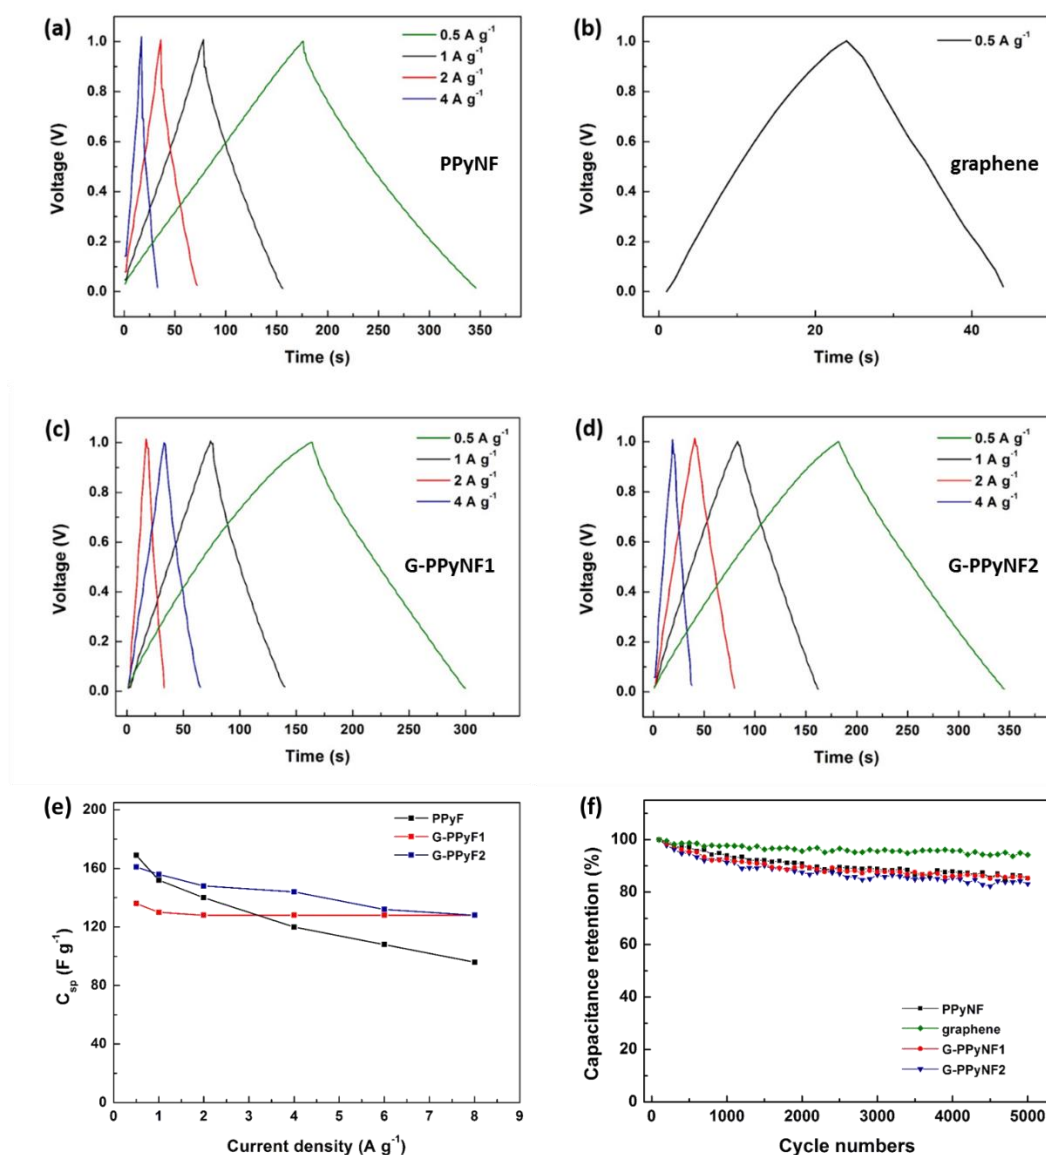 (a)
0.5 A g⁻¹
1 A g⁻¹
2 A g⁻¹
4 A g⁻¹
PPyNF
Voltage (V)
1.0
0.8
0.6
0.4
0.2
0.0
0 50 100 150 200 250 300 350
Time (s)
(b)
0.5 A g⁻¹
graphene
Voltage (V)
1.0
0.8
0.6
0.4
0.2
0.0
0 20 40
Time (s)
(c)
0.5 A g⁻¹
1 A g⁻¹
2 A g⁻¹
4 A g⁻¹
G-PPyNF1
Voltage (V)
1.0
0.8
0.6
0.4
0.2
0.0
0 50 100 150 200 250 300
Time (s)
(d)
0.5 A g⁻¹
1 A g⁻¹
2 A g⁻¹
4 A g⁻¹
G-PPyNF2
Voltage (V)
1.0
0.8
0.6
0.4
0.2
0.0
0 50 100 150 200 250 300 350
Time (s)
(e)
PPyF
G-PPyF1
G-PPyF2
Csp (F g⁻¹)
200
160
120
80
40
0
0 1 2 3 4 5 6 7 8 9
Current density (A g⁻¹)
(f)
PPyNF
graphene
G-PPyNF1
G-PPyNF2
Capacitance retention (%)
100
80
60
40
20
0
0 1000 2000 3000 4000 5000
Cycle numbers